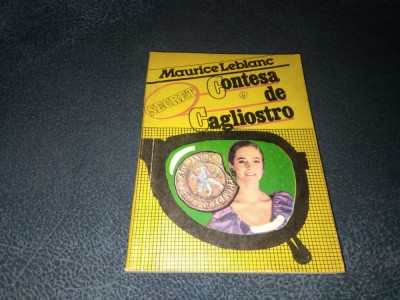 Maurice Leblanc
SECRET
Contesa
de
Cagliostro